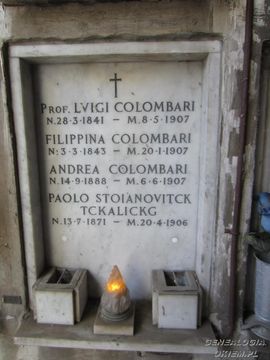 PROF. LVIGI COLOMBARI
N. 28-3-1841 - M. 8-5-1907
FILIPPINA COLOMBARI
N. 3-3-1843 - M. 20-1-1907
ANDREA COLOMBARI
N. 14-9-1888 - M. 6-6-1907
PAOLO STOIANOVITCK
TCKALICKG
N. 13-7-1871 - M. 20-4-1906
GENEALOGIA
OKIEM.PL